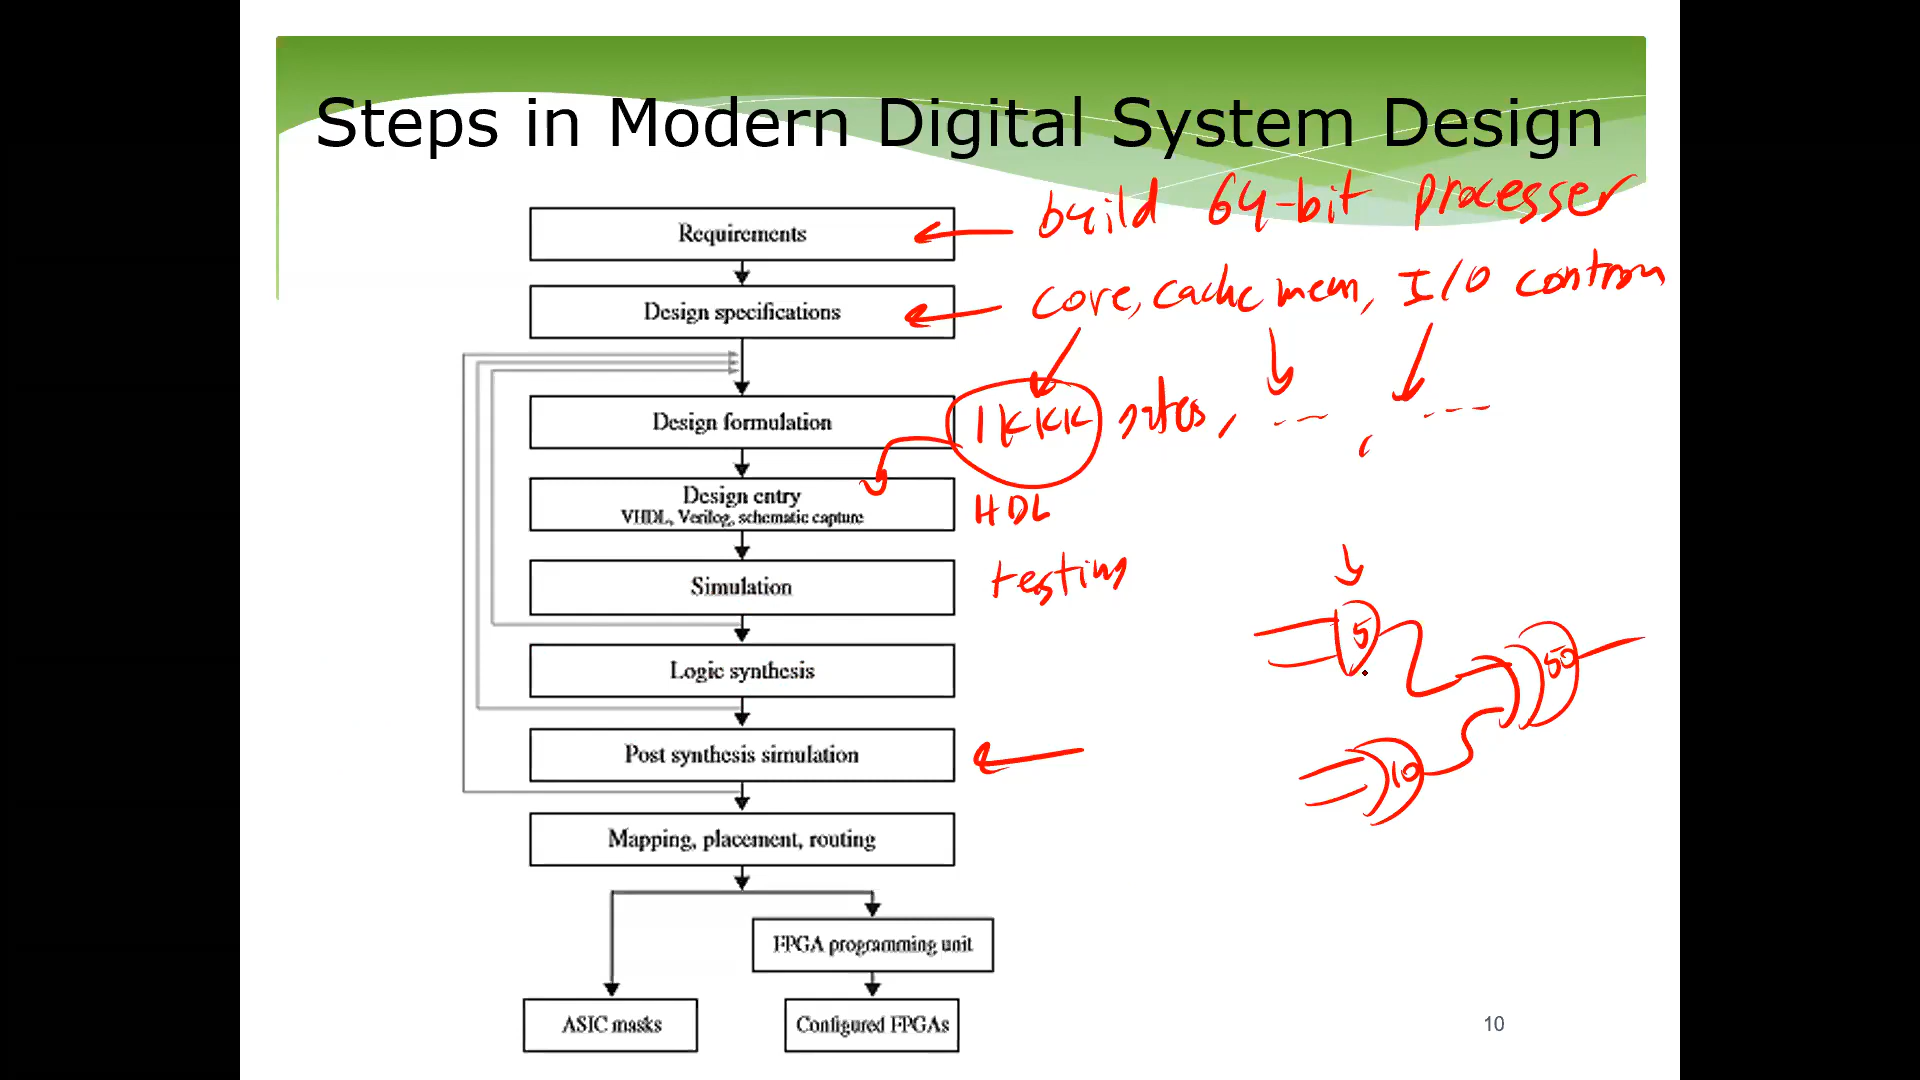 Steps in Modern Digital System Design
build 64-bit processer
Requirements
core, cache mem, I/O
Design specifications
1KKK
Design formulation
Design entry
VHDL, Verilog, schematic capture
HDL
Simulation
testing
5
50
Logic synthesis
Post synthesis simulation
10
Mapping, placement, routing
FPGA programming unit
ASIC masks
Configured FPGAs
10